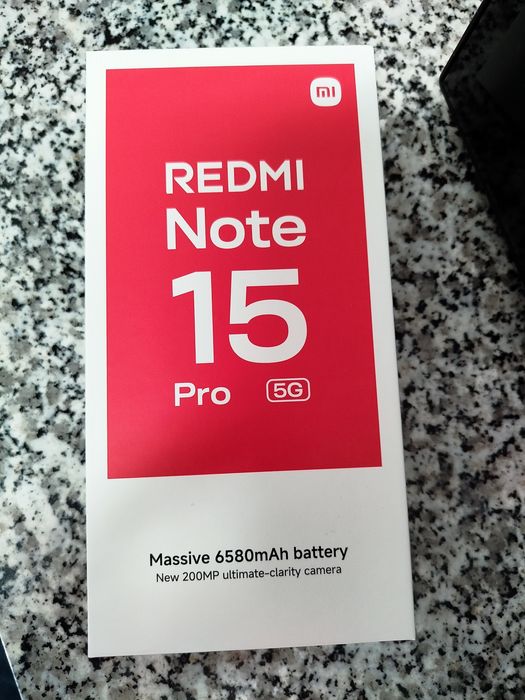 mi
REDMI
Note
15
Pro 5G
Massive 6580mAh battery
New 200MP ultimate-clarity camera